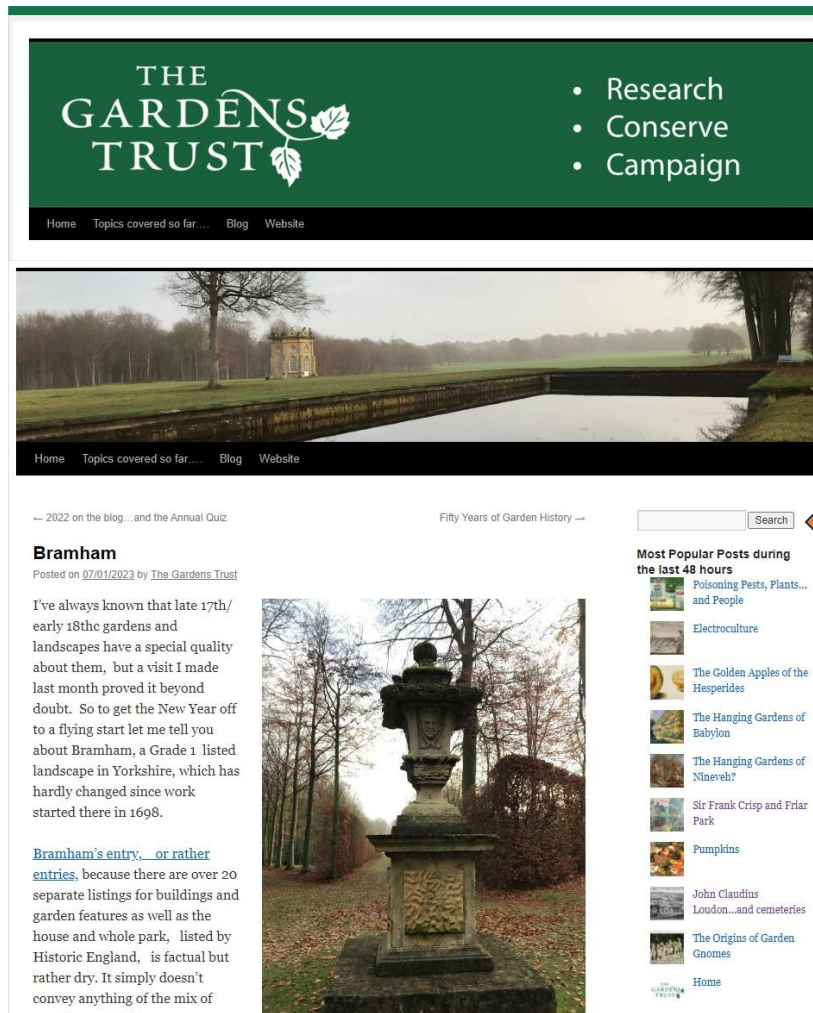 THE
GARDENS
TRUST
• Research
• Conserve
• Campaign
Home Topics covered so far.... Blog Website
Home Topics covered so far.... Blog Website
← 2022 on the blog...and the Annual Quiz
Fifty Years of Garden History →
Bramham
Posted on 07/01/2023 by The Gardens Trust
I've always known that late 17th/
early 18thc gardens and
landscapes have a special quality
about them, but a visit I made
last month proved it beyond
doubt. So to get the New Year off
to a flying start let me tell you
about Bramham, a Grade 1 listed
landscape in Yorkshire, which has
hardly changed since work
started there in 1698.
Bramham's entry, or rather
entries, because there are over 20
separate listings for buildings and
garden features as well as the
house and whole park, listed by
Historic England, is factual but
rather dry. It simply doesn't
convey anything of the mix of
Search
Most Popular Posts during
the last 48 hours
Poisoning Pests, Plants...
and People
Electroculture
The Golden Apples of the
Hesperides
The Hanging Gardens of
Babylon
The Hanging Gardens of
Nineveh?
Sir Frank Crisp and Friar
Park
Pumpkins
John Claudius
Loudon...and cemeteries
The Origins of Garden
Gnomes
THE
GARDENS
TRUST
Home